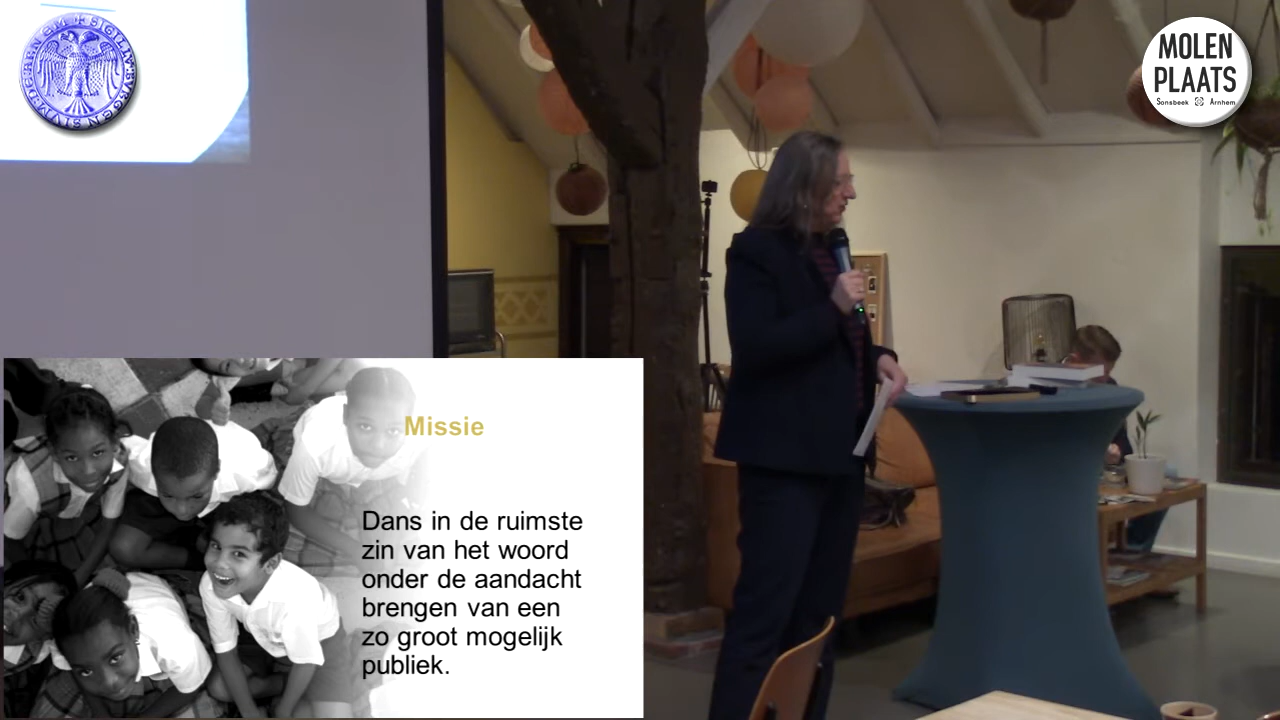 MOLEN
PLAATS
Sonsbeek Arnhem
Missie
Dans in de ruimste
zin van het woord
onder de aandacht
brengen van een
zo groot mogelijk
publiek.